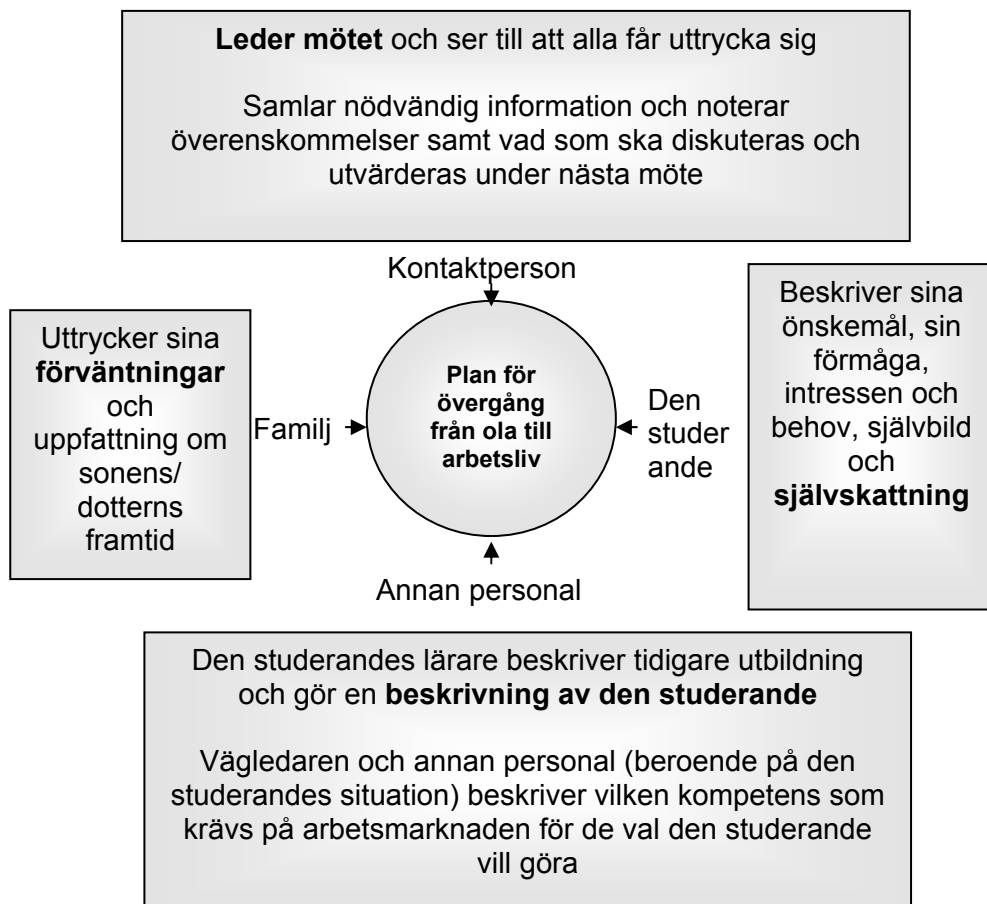 Leder mötet och ser till att alla får uttrycka sig
Samlar nödvändig information och noterar
överenskommelser samt vad som ska diskuteras och
utvärderas under nästa möte
Kontaktperson
Uttrycker sina
förväntningar
och
uppfattning om
sonens/
dotterns
framtid
Familj
Plan för
övergång
från ola till
arbetsliv
Den
studer
ande
Beskriver sina
önskemål, sin
förmåga,
intressen och
behov, självbild
och
självskattning
Annan personal
Den studerandes lärare beskriver tidigare utbildning
och gör en beskrivning av den studerande
Vägledaren och annan personal (beroende på den
studerandes situation) beskriver vilken kompetens som
krävs på arbetsmarknaden för de val den studerande
vill göra